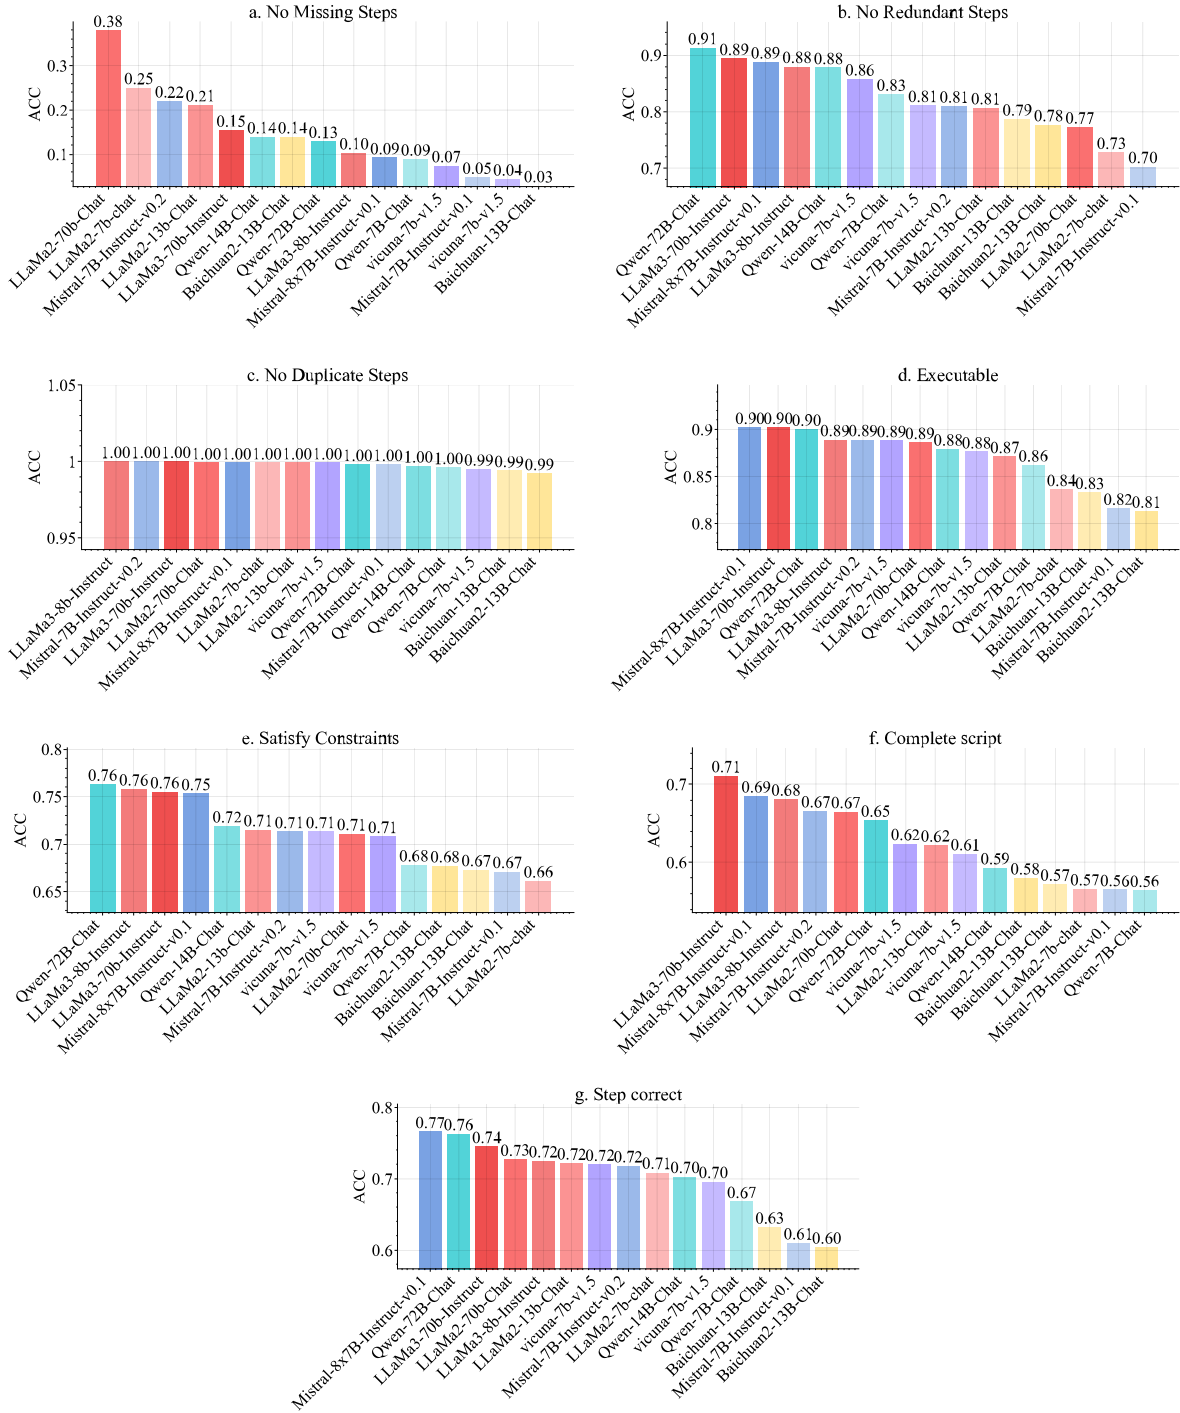 a. No Missing Steps
ACC
0.3
0.2
0.1
0.38
0.25
0.22
0.21
0.15
0.14
0.14
0.13
0.10
0.09
0.09
0.07
0.05
0.04
0.03
LLaMa2-70b-Chat
LLaMa2-7b-chat
Mistral-7B-Instruct-v0.2
LLaMa2-13b-Chat
LLaMa3-70b-Instruct
Qwen-14B-Chat
Baichuan2-13B-Chat
Qwen-72B-Chat
LLaMa3-8b-Instruct
Mistral-8x7B-Instruct-v0.1
Qwen-7B-Chat
vicuna-7b-v1.5
Mistral-7B-Instruct-v0.1
vicuna-7b-v1.5
Baichuan-13B-Chat
b. No Redundant Steps
ACC
0.9
0.8
0.7
0.91
0.89
0.89
0.88
0.88
0.86
0.83
0.81
0.81
0.81
0.79
0.78
0.77
0.73
0.70
Qwen-72B-Chat
LLaMa3-70b-Instruct
Mistral-8x7B-Instruct-v0.1
LLaMa3-8b-Instruct
Qwen-14B-Chat
vicuna-7b-v1.5
Qwen-7B-Chat
vicuna-7b-v1.5
Mistral-7B-Instruct-v0.2
LLaMa2-13b-Chat
Baichuan-13B-Chat
Baichuan2-13B-Chat
LLaMa2-70b-Chat
LLaMa2-7b-chat
Mistral-7B-Instruct-v0.1
c. No Duplicate Steps
ACC
1.05
1
0.95
1.00
1.00
1.00
1.00
1.00
1.00
1.00
1.00
1.00
1.00
1.00
1.00
0.99
0.99
0.99
LLaMa3-8b-Instruct
Mistral-7B-Instruct-v0.2
LLaMa3-70b-Instruct
LLaMa2-70b-Chat
Mistral-8x7B-Instruct-v0.1
LLaMa2-7b-chat
LLaMa2-13b-Chat
vicuna-7b-v1.5
Qwen-72B-Chat
Mistral-7B-Instruct-v0.1
Qwen-14B-Chat
Qwen-7B-Chat
vicuna-7b-v1.5
Baichuan-13B-Chat
Baichuan2-13B-Chat
d. Executable
ACC
0.9
0.85
0.8
0.90
0.90
0.90
0.89
0.89
0.89
0.89
0.88
0.88
0.87
0.86
0.84
0.83
0.82
0.81
Mistral-8x7B-Instruct-v0.1
LLaMa3-70b-Instruct
Qwen-72B-Chat
LLaMa3-8b-Instruct
Mistral-7B-Instruct-v0.2
vicuna-7b-v1.5
LLaMa2-70b-Chat
Qwen-14B-Chat
vicuna-7b-v1.5
LLaMa2-13b-Chat
Qwen-7B-Chat
LLaMa2-7b-chat
Baichuan-13B-Chat
Mistral-7B-Instruct-v0.1
Baichuan2-13B-Chat
e. Satisfy Constraints
ACC
0.8
0.75
0.7
0.65
0.76
0.76
0.76
0.75
0.72
0.71
0.71
0.71
0.71
0.71
0.68
0.68
0.67
0.67
0.66
Qwen-72B-Chat
LLaMa3-8b-Instruct
LLaMa3-70b-Instruct
Mistral-8x7B-Instruct-v0.1
Qwen-14B-Chat
LLaMa2-13b-Chat
Mistral-7B-Instruct-v0.2
vicuna-7b-v1.5
LLaMa2-70b-Chat
vicuna-7b-v1.5
Qwen-7B-Chat
Baichuan2-13B-Chat
Baichuan-13B-Chat
Mistral-7B-Instruct-v0.1
LLaMa2-7b-chat
f. Complete script
ACC
0.7
0.6
0.71
0.69
0.68
0.67
0.67
0.65
0.62
0.62
0.61
0.59
0.58
0.57
0.57
0.56
0.56
LLaMa3-70b-Instruct
Mistral-8x7B-Instruct-v0.1
LLaMa3-8b-Instruct
Mistral-7B-Instruct-v0.2
LLaMa2-70b-Chat
Qwen-72B-Chat
vicuna-7b-v1.5
LLaMa2-13b-Chat
vicuna-7b-v1.5
Qwen-14B-Chat
Baichuan2-13B-Chat
Baichuan-13B-Chat
LLaMa2-7b-chat
Mistral-7B-Instruct-v0.1
Qwen-7B-Chat
g. Step correct
ACC
0.8
0.7
0.6
0.77
0.76
0.74
0.73
0.72
0.72
0.72
0.72
0.71
0.70
0.70
0.67
0.63
0.61
0.60
Mistral-8x7B-Instruct-v0.1
Qwen-72B-Chat
LLaMa3-70b-Instruct
LLaMa2-70b-Chat
LLaMa3-8b-Instruct
LLaMa2-13b-Chat
vicuna-7b-v1.5
Mistral-7B-Instruct-v0.2
LLaMa2-7b-chat
Qwen-14B-Chat
vicuna-7b-v1.5
Qwen-7B-Chat
Baichuan-13B-Chat
Mistral-7B-Instruct-v0.1
Baichuan2-13B-Chat